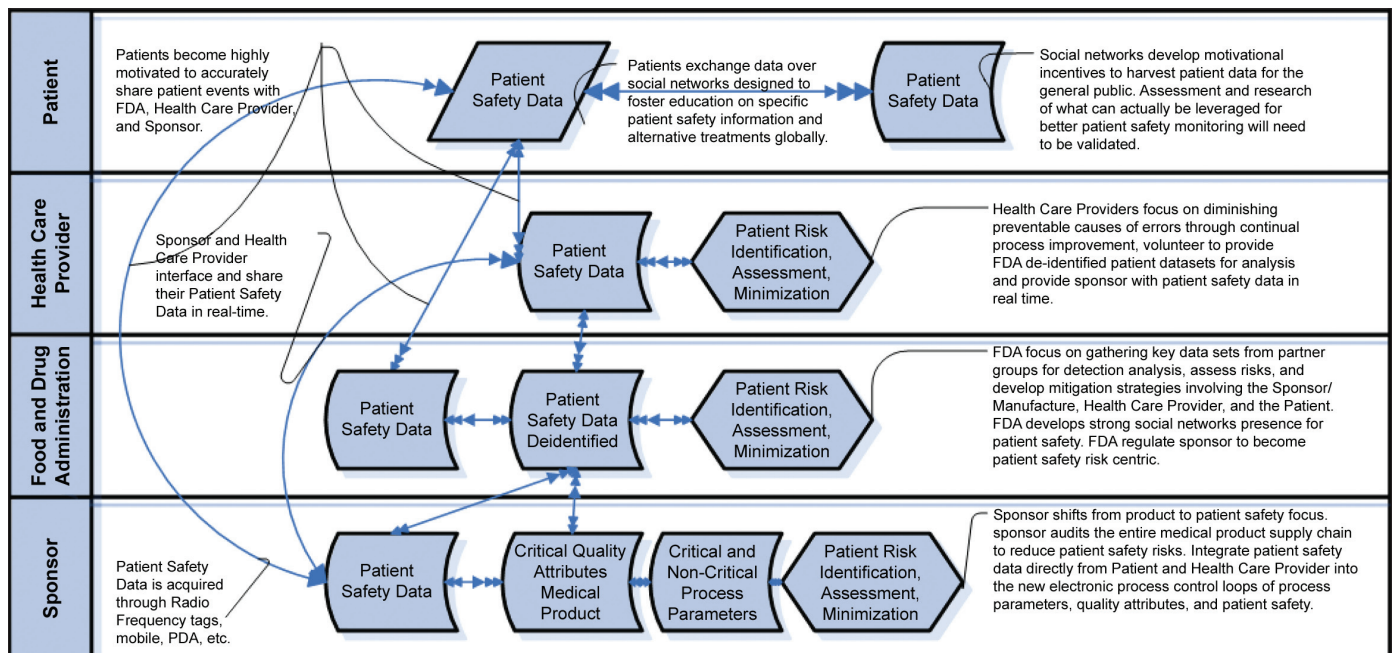 Patient
Patients become highly
motivated to accurately
share patient events with
FDA, Health Care Provider,
and Sponsor.
Patient
Safety Data
Patients exchange data over
social networks designed to
foster education on specific
patient safety information and
alternative treatments globally.
Patient
Safety Data
Social networks develop motivational
incentives to harvest patient data for the
general public. Assessment and research
of what can actually be leveraged for
better patient safety monitoring will need
to be validated.
Health Care
Provider
Sponsor and Health
Care Provider
interface and share
their Patient Safety
Data in real-time.
Patient
Safety Data
Patient Risk
Identification,
Assessment,
Minimization
Health Care Providers focus on diminishing
preventable causes of errors through continual
process improvement, volunteer to provide
FDA de-identified patient datasets for analysis
and provide sponsor with patient safety data in
real time.
Food and Drug
Administration
Patient
Safety Data
Patient
Safety Data
Deidentified
Patient Risk
Identification,
Assessment,
Minimization
FDA focus on gathering key data sets from partner
groups for detection analysis, assess risks, and
develop mitigation strategies involving the Sponsor/
Manufacture, Health Care Provider, and the Patient.
FDA develops strong social networks presence for
patient safety. FDA regulate sponsor to become
patient safety risk centric.
Sponsor
Patient Safety
Data is acquired
through Radio
Frequency tags,
mobile, PDA, etc.
Patient
Safety Data
Critical Quality
Attributes
Medical
Product
Critical and
Non-Critical
Process
Parameters
Patient Risk
Identification,
Assessment,
Minimization
Sponsor shifts from product to patient safety focus.
sponsor audits the entire medical product supply chain
to reduce patient safety risks. Integrate patient safety
data directly from Patient and Health Care Provider into
the new electronic process control loops of process
parameters, quality attributes, and patient safety.